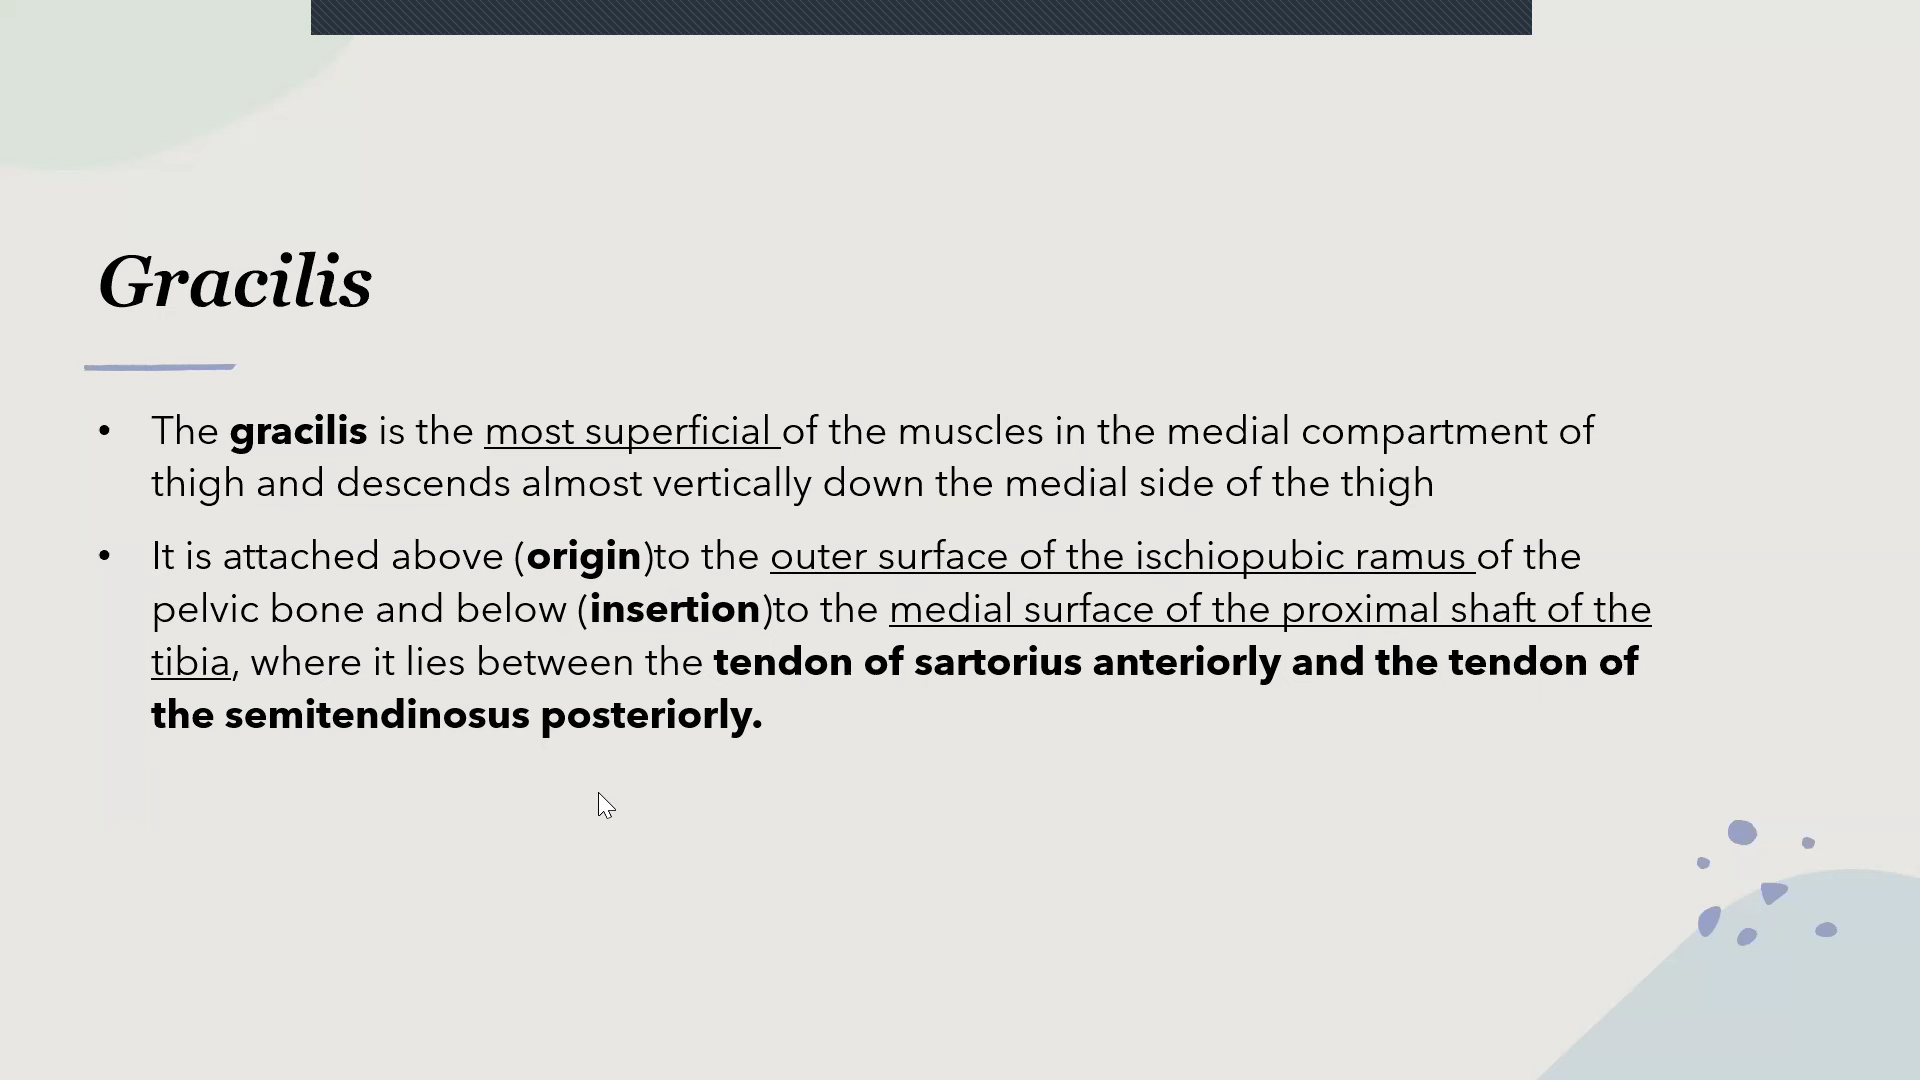 Gracilis
• The gracilis is the most superficial of the muscles in the medial compartment of
thigh and descends almost vertically down the medial side of the thigh
• It is attached above (origin)to the outer surface of the ischiopubic ramus of the
pelvic bone and below (insertion)to the medial surface of the proximal shaft of the
tibia, where it lies between the tendon of sartorius anteriorly and the tendon of
the semitendinosus posteriorly.